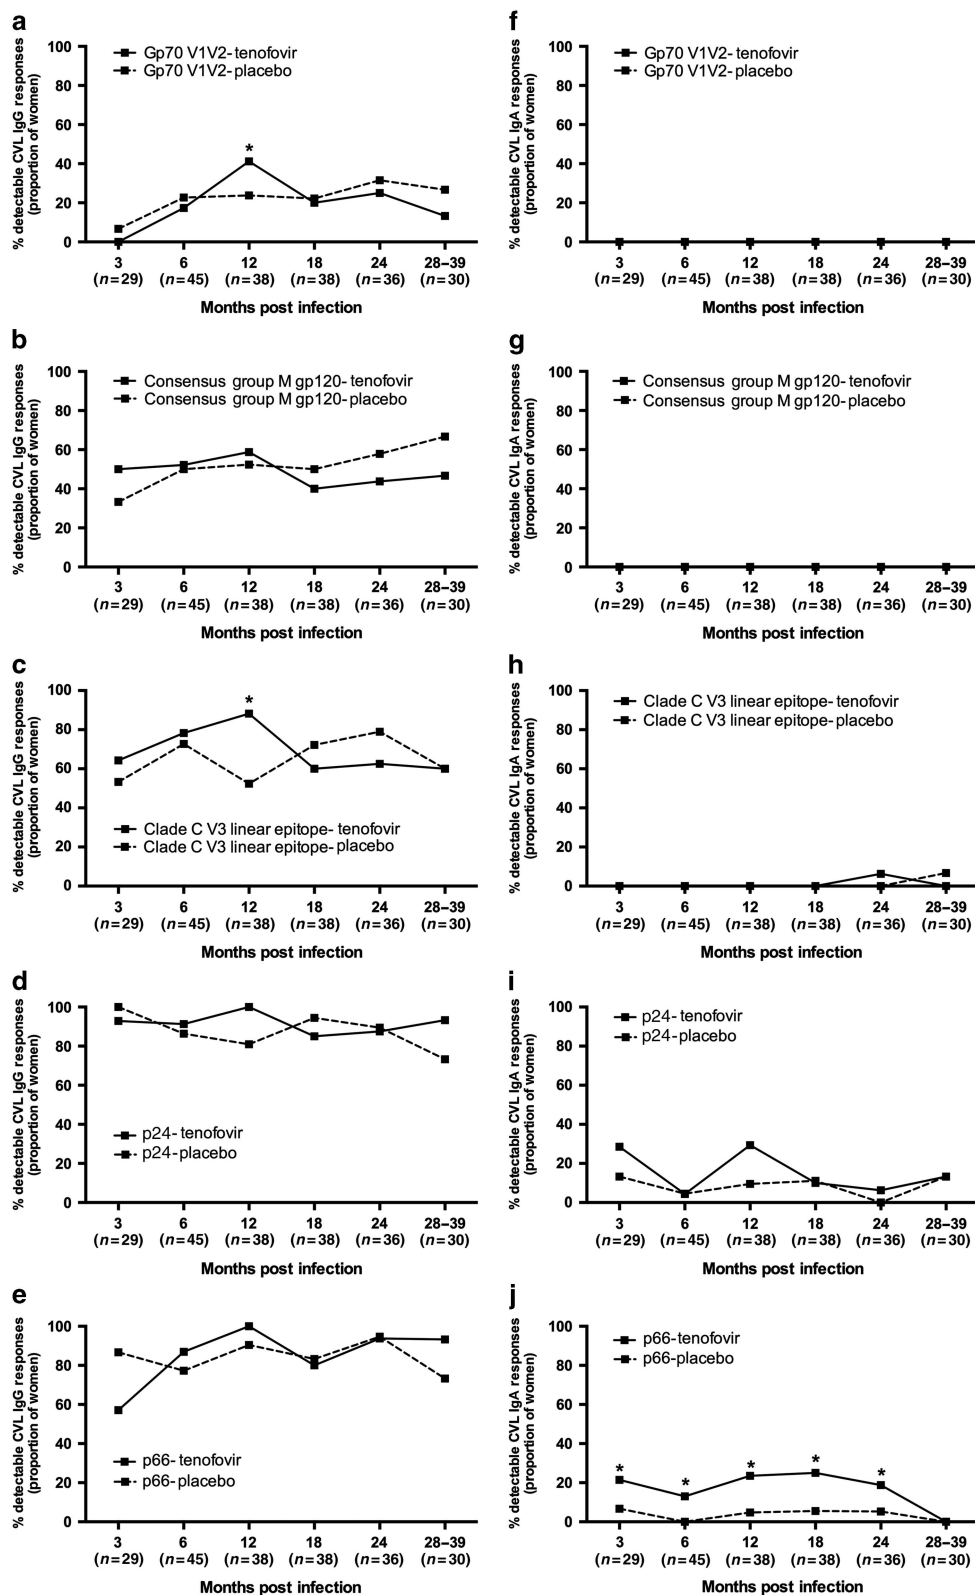 a
% detectable CVL IgG responses
(proportion of women)
100
80
60
40
20
0
Gp70 V1V2-tenofovir
Gp70 V1V2-placebo
*
3 6 12 18 24 28–39
(n=29) (n=45) (n=38) (n=38) (n=36) (n=30)
Months post infection
f
% detectable CVL IgA responses
(proportion of women)
100
80
60
40
20
0
Gp70 V1V2-tenofovir
Gp70 V1V2-placebo
3 6 12 18 24 28–39
(n=29) (n=45) (n=38) (n=38) (n=36) (n=30)
Months post infection
b
% detectable CVL IgG responses
(proportion of women)
100
80
60
40
20
0
Consensus group M gp120-tenofovir
Consensus group M gp120-placebo
3 6 12 18 24 28–39
(n=29) (n=45) (n=38) (n=38) (n=36) (n=30)
Months post infection
g
% detectable CVL IgA responses
(proportion of women)
100
80
60
40
20
0
Consensus group M gp120-tenofovir
Consensus group M gp120-placebo
3 6 12 18 24 28–39
(n=29) (n=45) (n=38) (n=38) (n=36) (n=30)
Months post infection
c
% detectable CVL IgG responses
(proportion of women)
100
80
60
40
20
0
*
Clade C V3 linear epitope-tenofovir
Clade C V3 linear epitope-placebo
3 6 12 18 24 28–39
(n=29) (n=45) (n=38) (n=38) (n=36) (n=30)
Months post infection
h
% detectable CVL IgA responses
(proportion of women)
100
80
60
40
20
0
Clade C V3 linear epitope-tenofovir
Clade C V3 linear epitope-placebo
3 6 12 18 24 28–39
(n=29) (n=45) (n=38) (n=38) (n=36) (n=30)
Months post infection
d
% detectable CVL IgG responses
(proportion of women)
100
80
60
40
20
0
p24-tenofovir
p24-placebo
3 6 12 18 24 28–39
(n=29) (n=45) (n=38) (n=38) (n=36) (n=30)
Months post infection
i
% detectable CVL IgA responses
(proportion of women)
100
80
60
40
20
0
p24-tenofovir
p24-placebo
3 6 12 18 24 28–39
(n=29) (n=45) (n=38) (n=38) (n=36) (n=30)
Months post infection
e
% detectable CVL IgG responses
(proportion of women)
100
80
60
40
20
0
p66-tenofovir
p66-placebo
3 6 12 18 24 28–39
(n=29) (n=45) (n=38) (n=38) (n=36) (n=30)
Months post infection
j
% detectable CVL IgA responses
(proportion of women)
100
80
60
40
20
0
p66-tenofovir
p66-placebo
* * * * *
3 6 12 18 24 28–39
(n=29) (n=45) (n=38) (n=38) (n=36) (n=30)
Months post infection